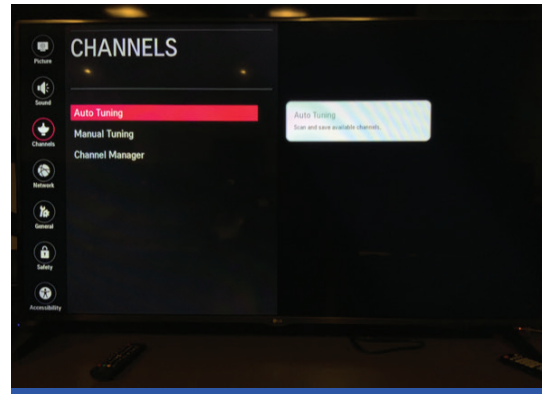 CHANNELS
Picture
Sound
Channels
Network
General
Safety
Accessibility
Auto Tuning
Manual Tuning
Channel Manager
Auto Tuning
Scan and save available channels.
LG